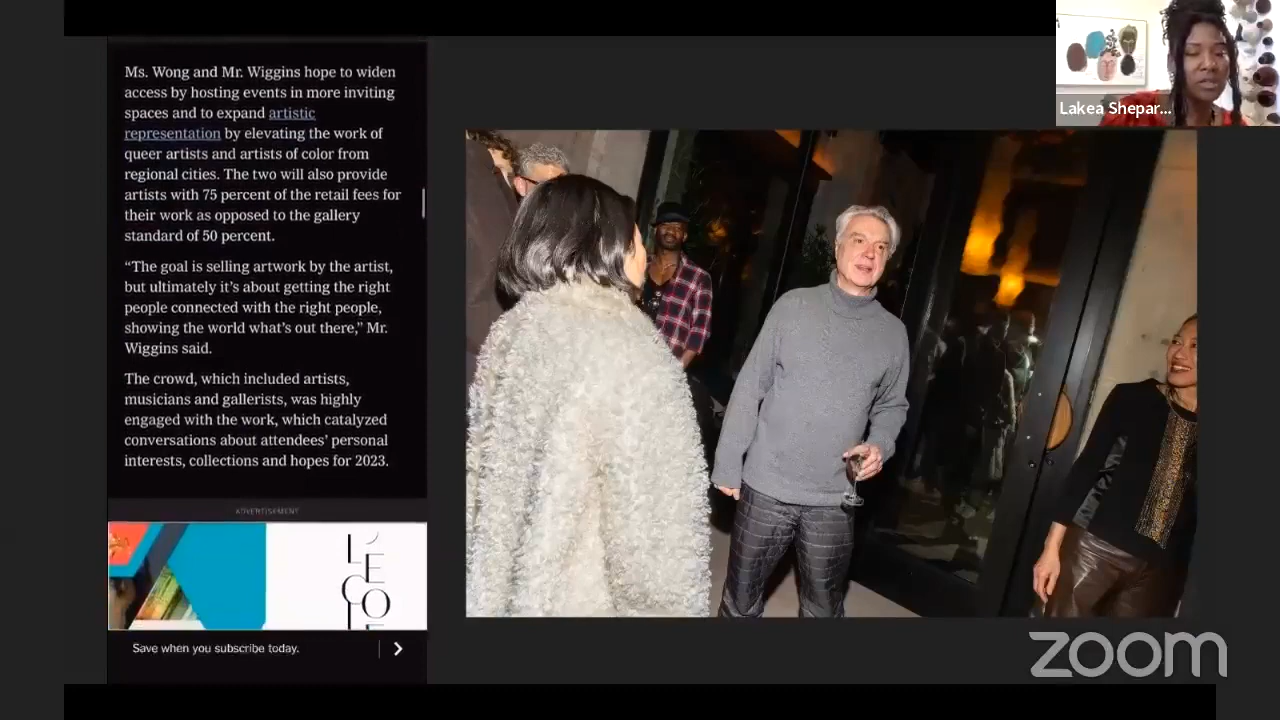 Ms. Wong and Mr. Wiggins hope to widen
access by hosting events in more inviting
spaces and to expand artistic
representation by elevating the work of
queer artists and artists of color from
regional cities. The two will also provide
artists with 75 percent of the retail fees for
their work as opposed to the gallery
standard of 50 percent.
“The goal is selling artwork by the artist,
but ultimately it’s about getting the right
people connected with the right people,
showing the world what’s out there,” Mr.
Wiggins said.
The crowd, which included artists,
musicians and gallerists, was highly
engaged with the work, which catalyzed
conversations about attendees’ personal
interests, collections and hopes for 2023.
ADVERTISEMENT
Save when you subscribe today.
Lakea Shepar...
zoom